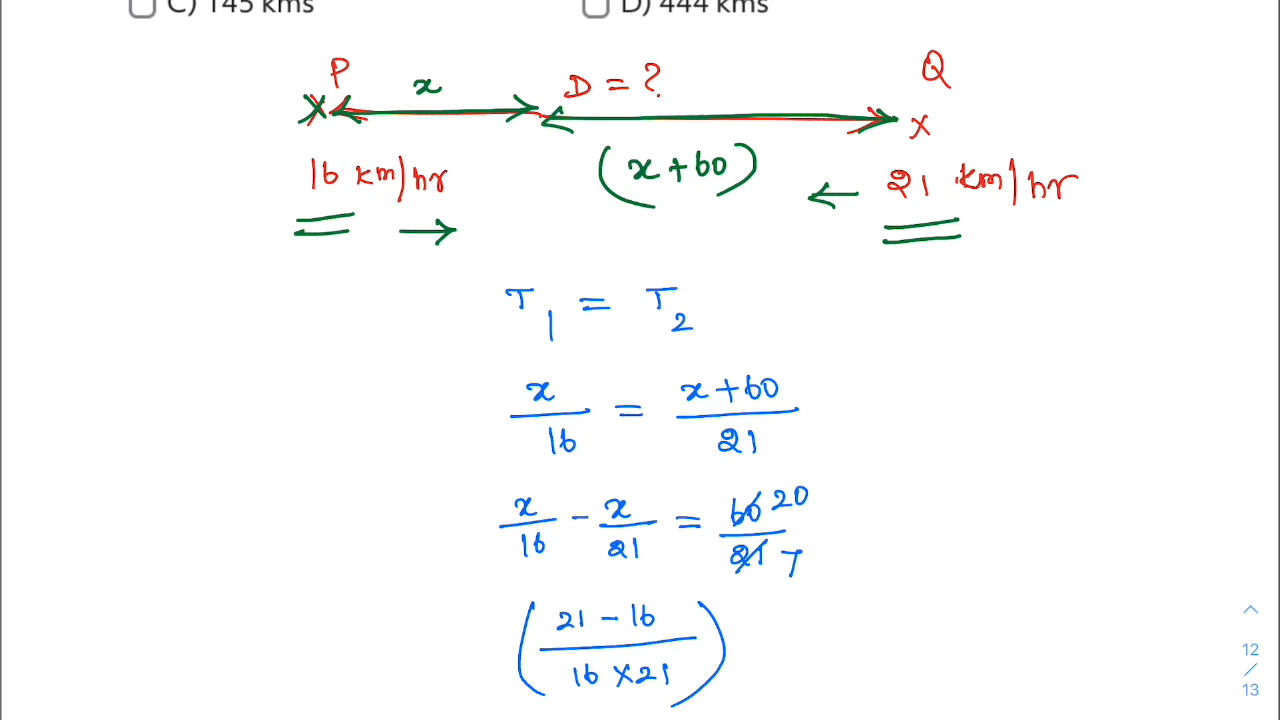 C) 145 kms D) 444 kms
P x D = ? Q
x x
16 km/hr (x+60) 21 km/hr
T1 = T2
x/16 = x+60/21
x/16 - x/21 = 60/21 20/7
(21 - 16/16 x 21)
12
/
13